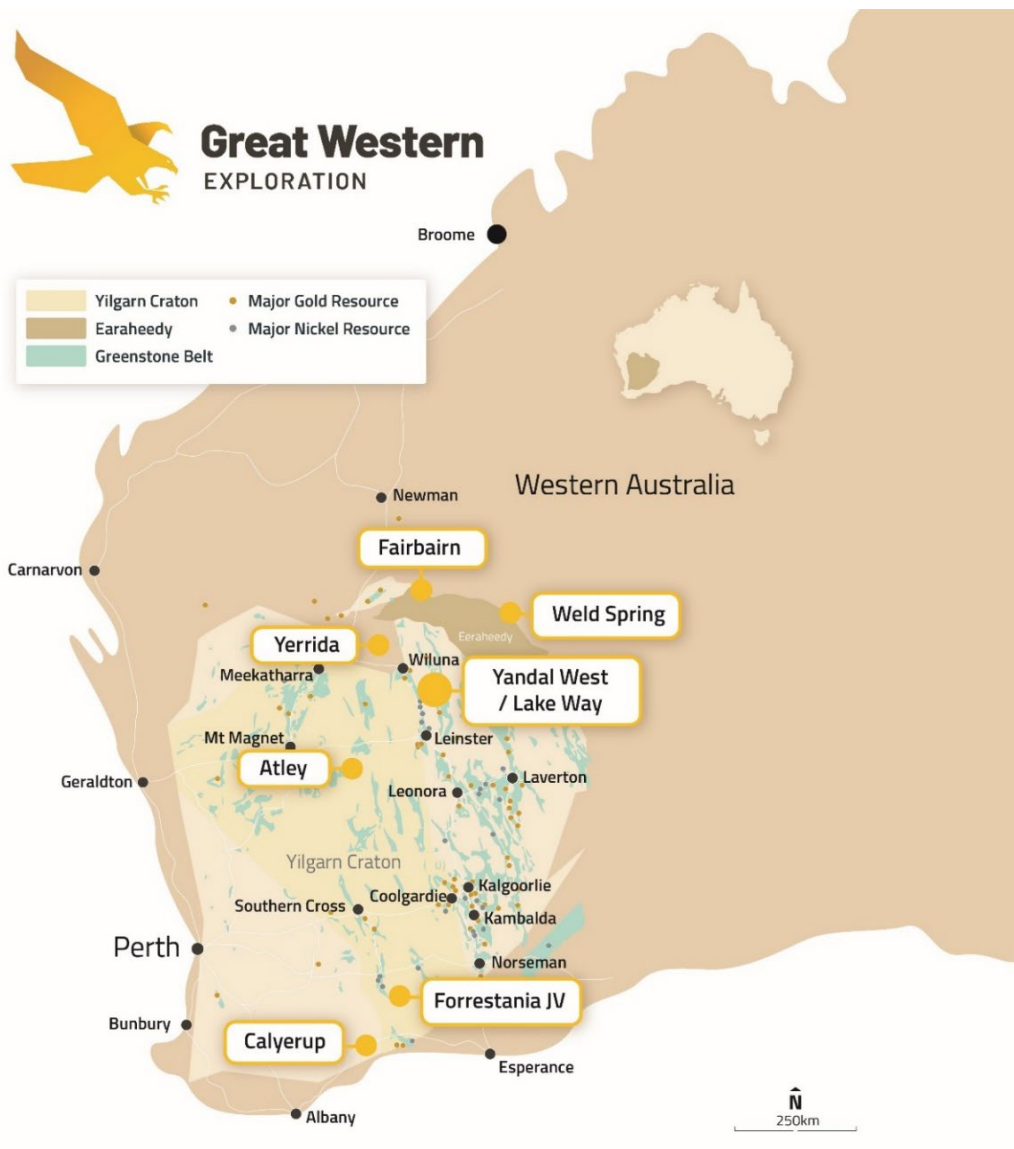 Great Western
EXPLORATION
Broome
Yilgarn Craton
Major Gold Resource
Earaheedy
Major Nickel Resource
Greenstone Belt
Western Australia
Newman
Fairbairn
Carnarvon
Weld Spring
Eeraheedy
Yerrida
Wiluna
Meekatharra
Yandal West
/ Lake Way
Mt Magnet
Leinster
Atley
Geraldton
Laverton
Leonora
Yilgarn Craton
Kalgoorlie
Coolgardie
Southern Cross
Kambalda
Perth
Norseman
Forrestania JV
Bunbury
Calyerup
Esperance
Albany
N
250km